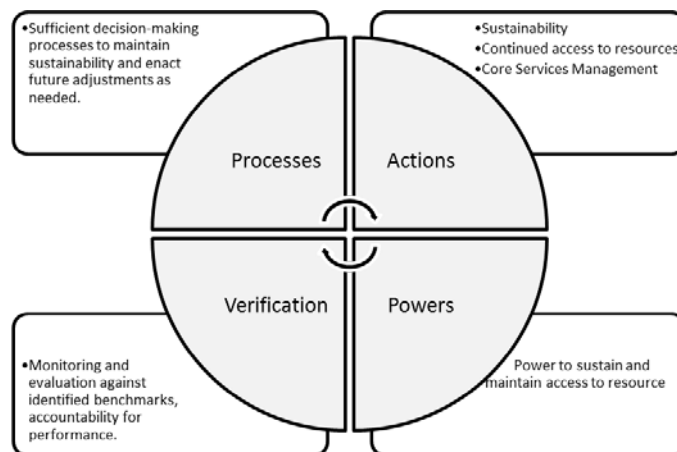 •Sufficient decision-making
processes to maintain
sustainability and enact
future adjustments as
needed.
•Sustainability
•Continued access to resources
•Core Services Management
Processes
Actions
Verification
Powers
•Monitoring and
evaluation against
identified benchmarks,
accountability for
performance.
Power to sustain and
maintain access to resource